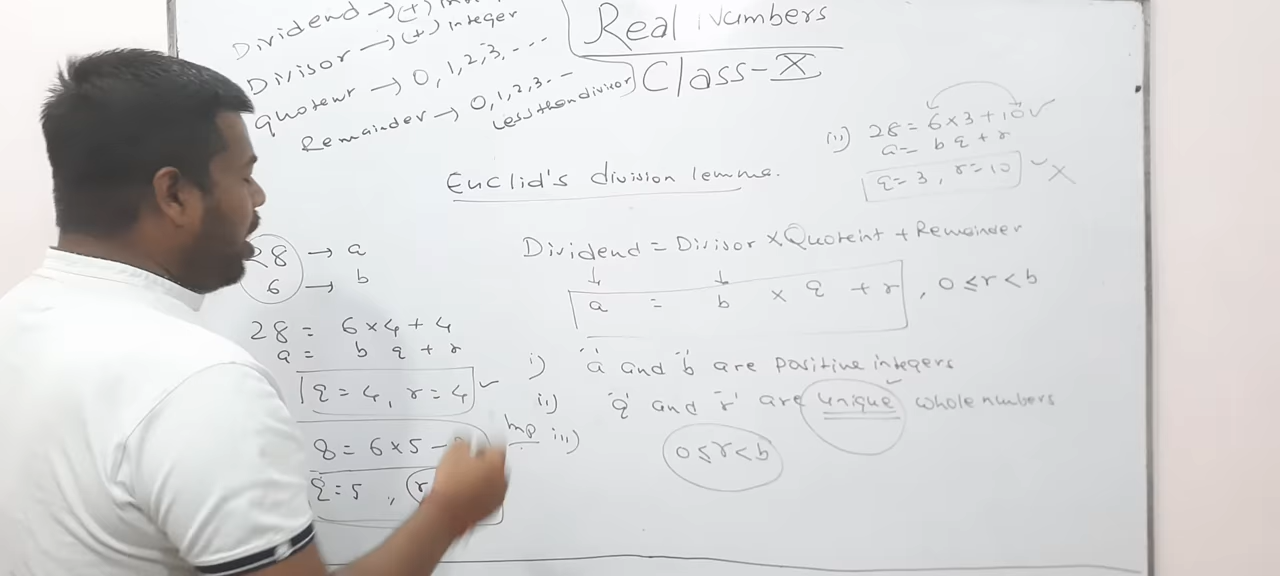 Dividend → (+)
Divisor → (+) integer
Quotent → 0, 1, 2, 3, ---
Remainder → 0, 1, 2, 3. --
Less than divisor
Real Numbers
Class-X
(ii) 28 = 6 × 3 + 10 ✓
a = b q + r
q = 3, r = 10 ✓ X
Euclid's division lemma.
28 → a
6 → b
28 = 6 × 4 + 4
a = b q + r
q = 4, r = 4 ✓
8 = 6 × 5 -
q = 5 , r
Dividend = Divisor × Quoteint + Remainder
↓ ↓
a = b × q + r , 0 ≤ r < b
i) 'a' and 'b' are positive integers
ii) 'q' and 'r' are unique whole numbers
Imp iii) 0 ≤ r < b